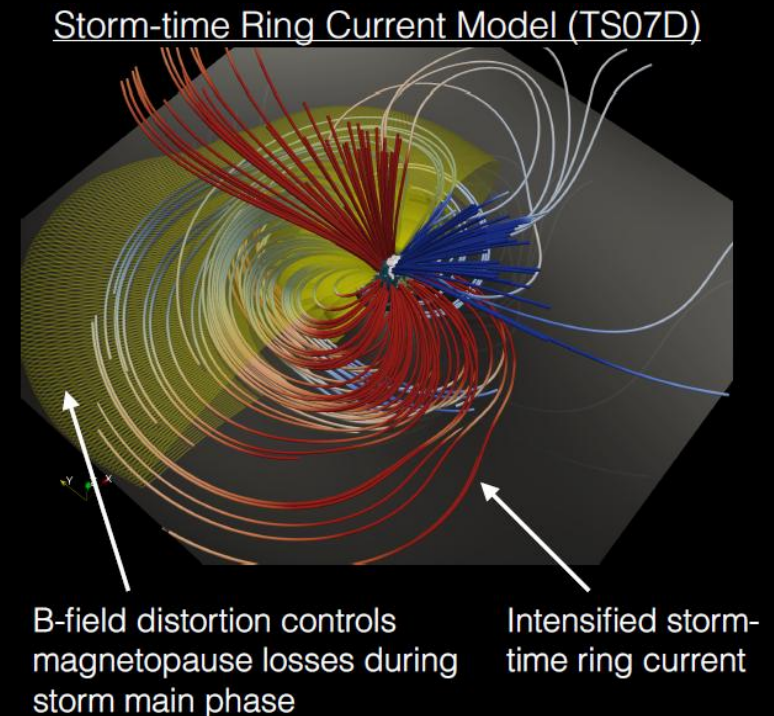 Storm-time Ring Current Model (TS07D)
Y
X
B-field distortion controls
magnetopause losses during
storm main phase
Intensified storm-
time ring current